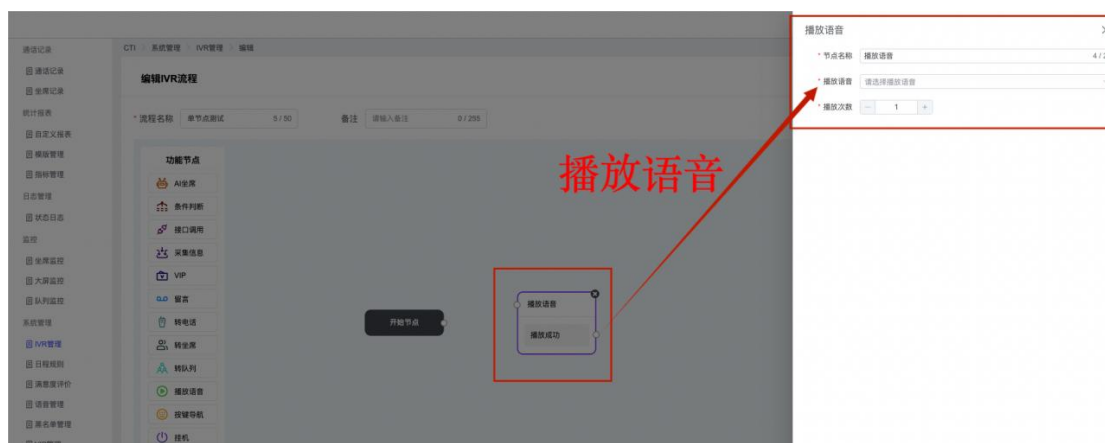 播放语音
* 节点名称 播放语音 4 / 2
* 播放语音 请选择播放语音
* 播放次数 － 1 ＋
CTI / 系统管理 / IVR管理 / 编辑
编辑IVR流程
* 流程名称 单节点测试 5 / 50 备注 请输入备注 0 / 255
通话记录
通话记录
坐席记录
统计报表
自定义报表
模版管理
指标管理
日志管理
状态日志
监控
坐席监控
大屏监控
队列监控
系统管理
IVR管理
日程规则
满意度评价
语音管理
黑名单管理
功能节点
AI坐席
条件判断
接口调用
采集信息
VIP
留言
转电话
转坐席
转队列
播放语音
按键导航
挂机
开始节点
播放语音
播放成功
播放语音